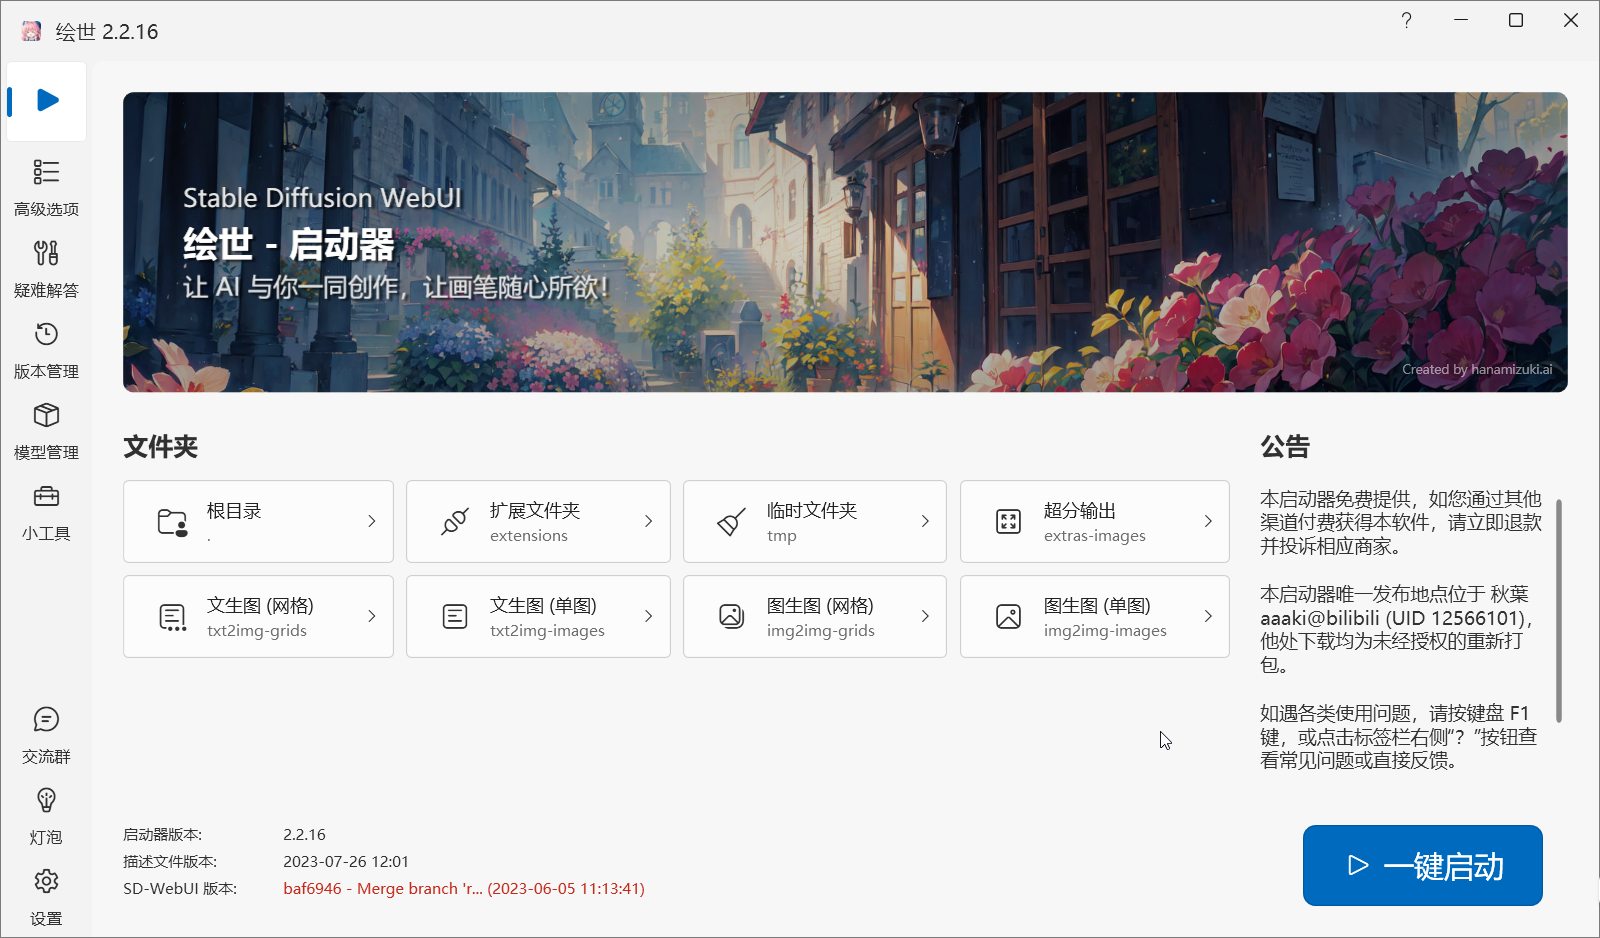 绘世 2.2.16
?
高级选项
疑难解答
版本管理
模型管理
小工具
交流群
灯泡
设置
Stable Diffusion WebUI
绘世 - 启动器
让 AI 与你一同创作，让画笔随心所欲！
Created by hanamizuki.ai
文件夹
根目录
.
扩展文件夹
extensions
临时文件夹
tmp
超分输出
extras-images
文生图 (网格)
txt2img-grids
文生图 (单图)
txt2img-images
图生图 (网格)
img2img-grids
图生图 (单图)
img2img-images
公告
本启动器免费提供，如您通过其他
渠道付费获得本软件，请立即退款
并投诉相应商家。
本启动器唯一发布地点位于 秋葉
aaaki@bilibili (UID 12566101)，
他处下载均为未经授权的重新打
包。
如遇各类使用问题，请按键盘 F1
键，或点击标签栏右侧“？”按钮查
看常见问题或直接反馈。
启动器版本: 2.2.16
描述文件版本: 2023-07-26 12:01
SD-WebUI 版本: baf6946 - Merge branch 'r... (2023-06-05 11:13:41)
一键启动